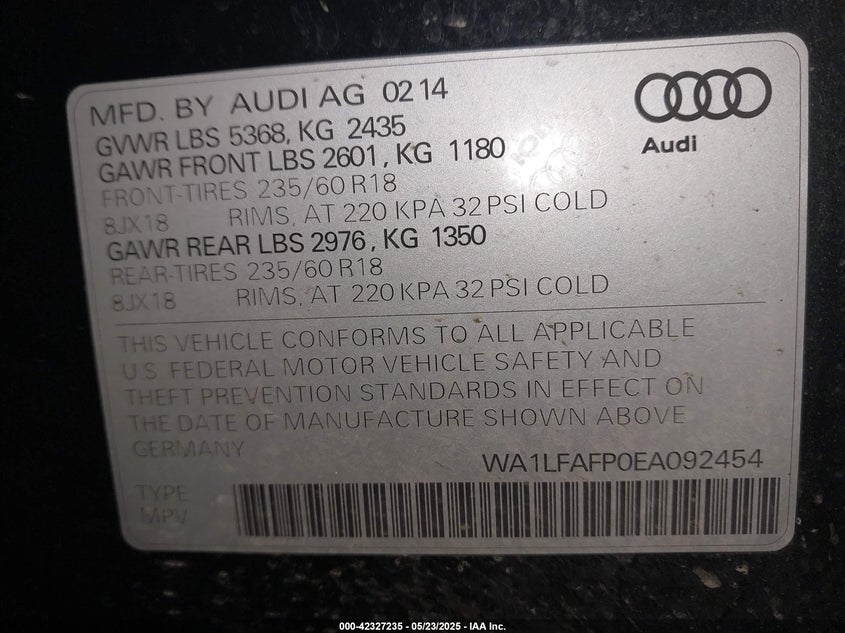 MFD. BY AUDI AG 0214
GVWR LBS 5368, KG 2435
GAWR FRONT LBS 2601, KG 1180
FRONT-TIRES 235/60 R18
8JX18 RIMS, AT 220 KPA 32 PSI COLD
GAWR REAR LBS 2976, KG 1350
REAR-TIRES 235/60 R18
8JX18 RIMS, AT 220 KPA 32 PSI COLD
Audi
THIS VEHICLE CONFORMS TO ALL APPLICABLE
U.S. FEDERAL MOTOR VEHICLE SAFETY AND
THEFT PREVENTION STANDARDS IN EFFECT ON
THE DATE OF MANUFACTURE SHOWN ABOVE
GERMANY
WA1LFAFP0EA092454
TYPE
MPV
000-42327235 - 05/23/2025 - IAA Inc.